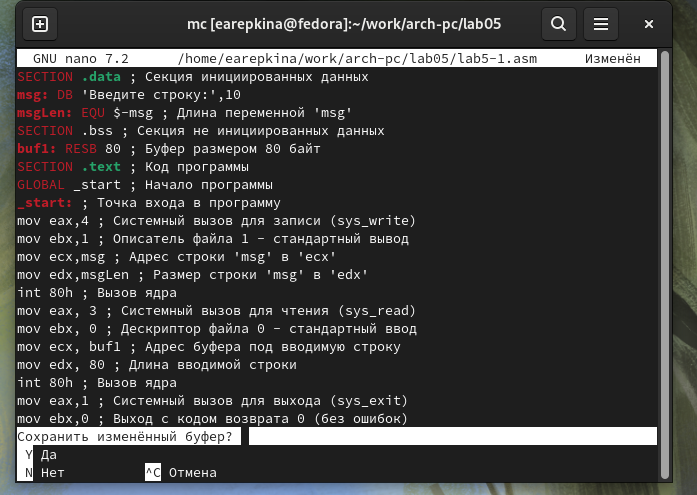 mc [earepkina@fedora]:~/work/arch-pc/lab05
GNU nano 7.2 /home/earepkina/work/arch-pc/lab05/lab5-1.asm Изменён
SECTION .data ; Секция инициированных данных
msg: DB 'Введите строку:',10
msgLen: EQU $-msg ; Длина переменной 'msg'
SECTION .bss ; Секция не инициированных данных
buf1: RESB 80 ; Буфер размером 80 байт
SECTION .text ; Код программы
GLOBAL _start ; Начало программы
_start: ; Точка входа в программу
mov eax,4 ; Системный вызов для записи (sys_write)
mov ebx,1 ; Описатель файла 1 - стандартный вывод
mov ecx,msg ; Адрес строки 'msg' в 'ecx'
mov edx,msgLen ; Размер строки 'msg' в 'edx'
int 80h ; Вызов ядра
mov eax, 3 ; Системный вызов для чтения (sys_read)
mov ebx, 0 ; Дескриптор файла 0 - стандартный ввод
mov ecx, buf1 ; Адрес буфера под вводимую строку
mov edx, 80 ; Длина вводимой строки
int 80h ; Вызов ядра
mov eax,1 ; Системный вызов для выхода (sys_exit)
mov ebx,0 ; Выход с кодом возврата 0 (без ошибок)
Сохранить изменённый буфер?
Y Да
N Нет ^C Отмена